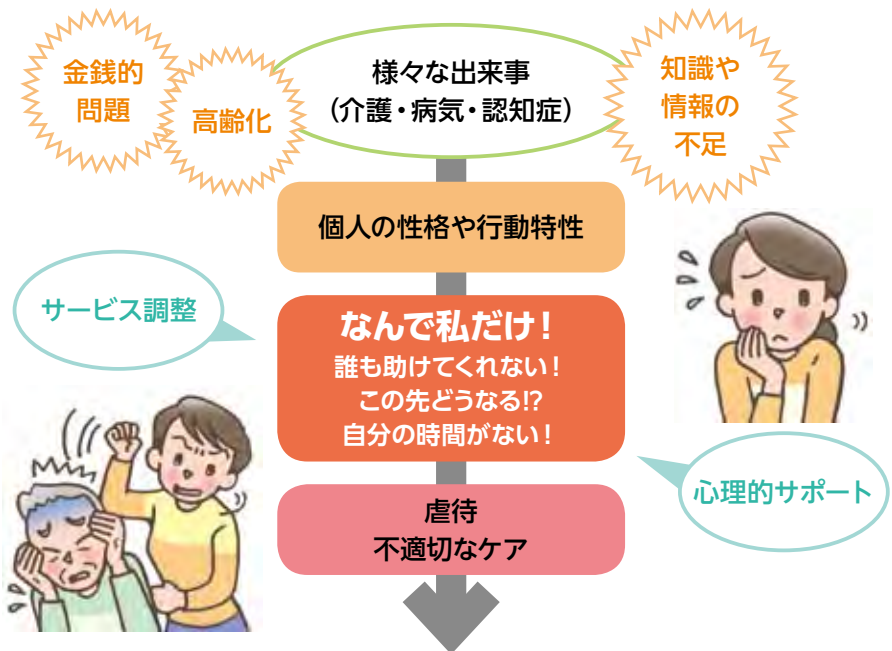 金銭的
問題
高齢化
様々な出来事
（介護・病気・認知症）
知識や
情報の
不足
個人の性格や行動特性
サービス調整
なんで私だけ！
誰も助けてくれない！
この先どうなる!?
自分の時間がない！
心理的サポート
虐待
不適切なケア